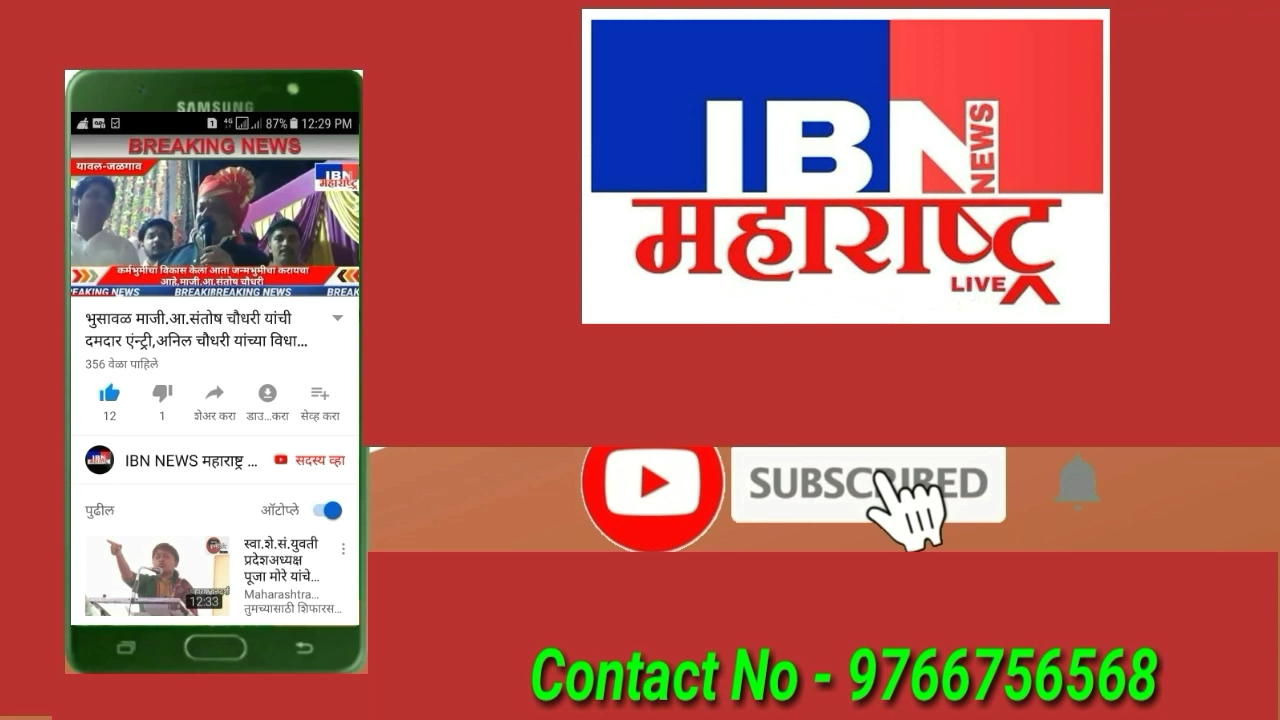 SAMSUNG
4G 87% 12:29 PM
BREAKING NEWS
यावल-जळगाव
IBN
महाराष्ट्र
कर्मभुमीचा विकास केला आता जन्मभुमीचा करायचा
आहे,माजी.आ.संतोष चौधरी
EAKING NEWS BREAKIBREAKING NEWS BREAK
भुसावळ माजी.आ.संतोष चौधरी यांची
दमदार एंन्ट्री,अनिल चौधरी यांच्या विधा...
356 वेळा पाहिले
12 1 शेअर करा डाउ...करा सेव्ह करा
IBN NEWS महाराष्ट्र ... सदस्य व्हा
पुढील ऑटोप्ले
स्वा.शे.सं.युवती
प्रदेशअध्यक्ष
पूजा मोरे यांचे...
Maharashtra...
तुमच्यासाठी शिफारस...
12:33
IBN NEWS
महाराष्ट्र
LIVE
SUBSCRIBED
Contact No - 9766756568